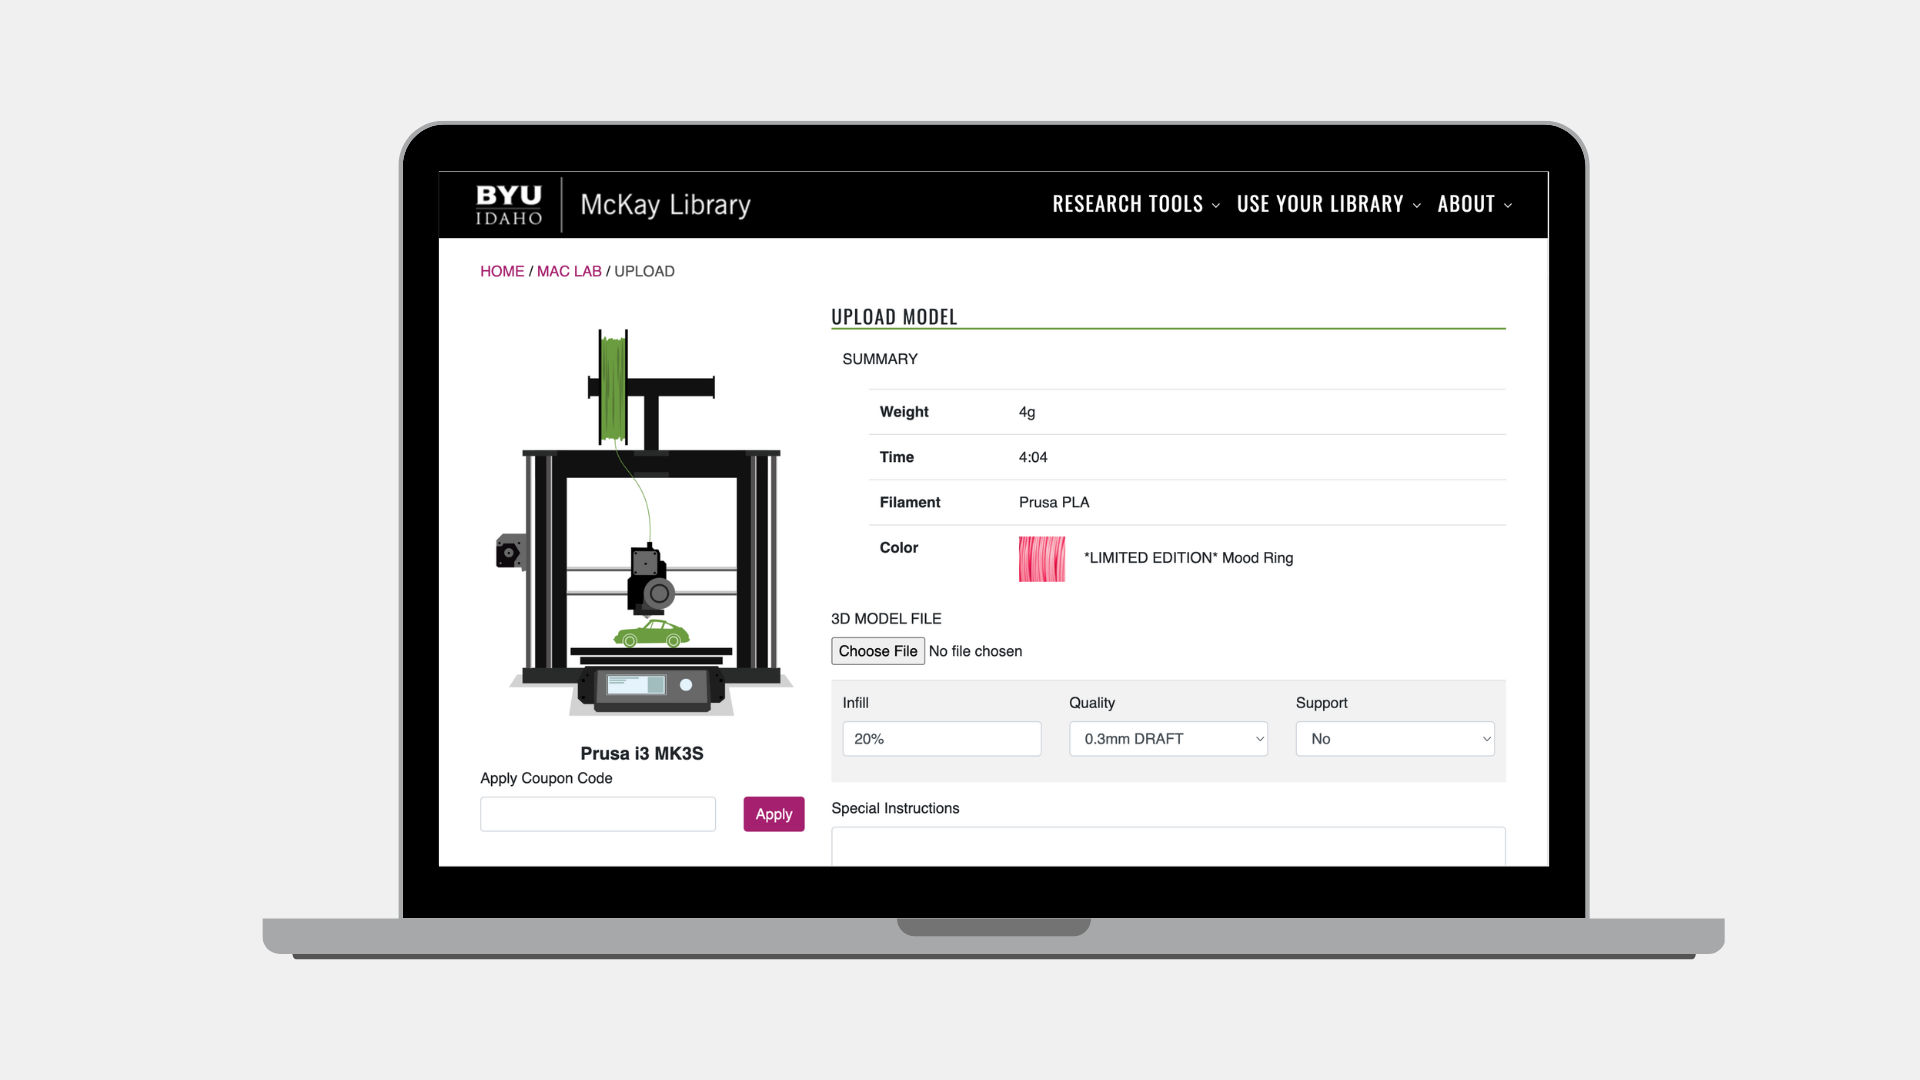 BYU
IDAHO
McKay Library
RESEARCH TOOLS
USE YOUR LIBRARY
ABOUT
HOME / MAC LAB / UPLOAD
Prusa i3 MK3S
Apply Coupon Code
Apply
UPLOAD MODEL
SUMMARY
Weight 4g
Time 4:04
Filament Prusa PLA
Color *LIMITED EDITION* Mood Ring
3D MODEL FILE
Choose File No file chosen
Infill Quality Support
20% 0.3mm DRAFT No
Special Instructions